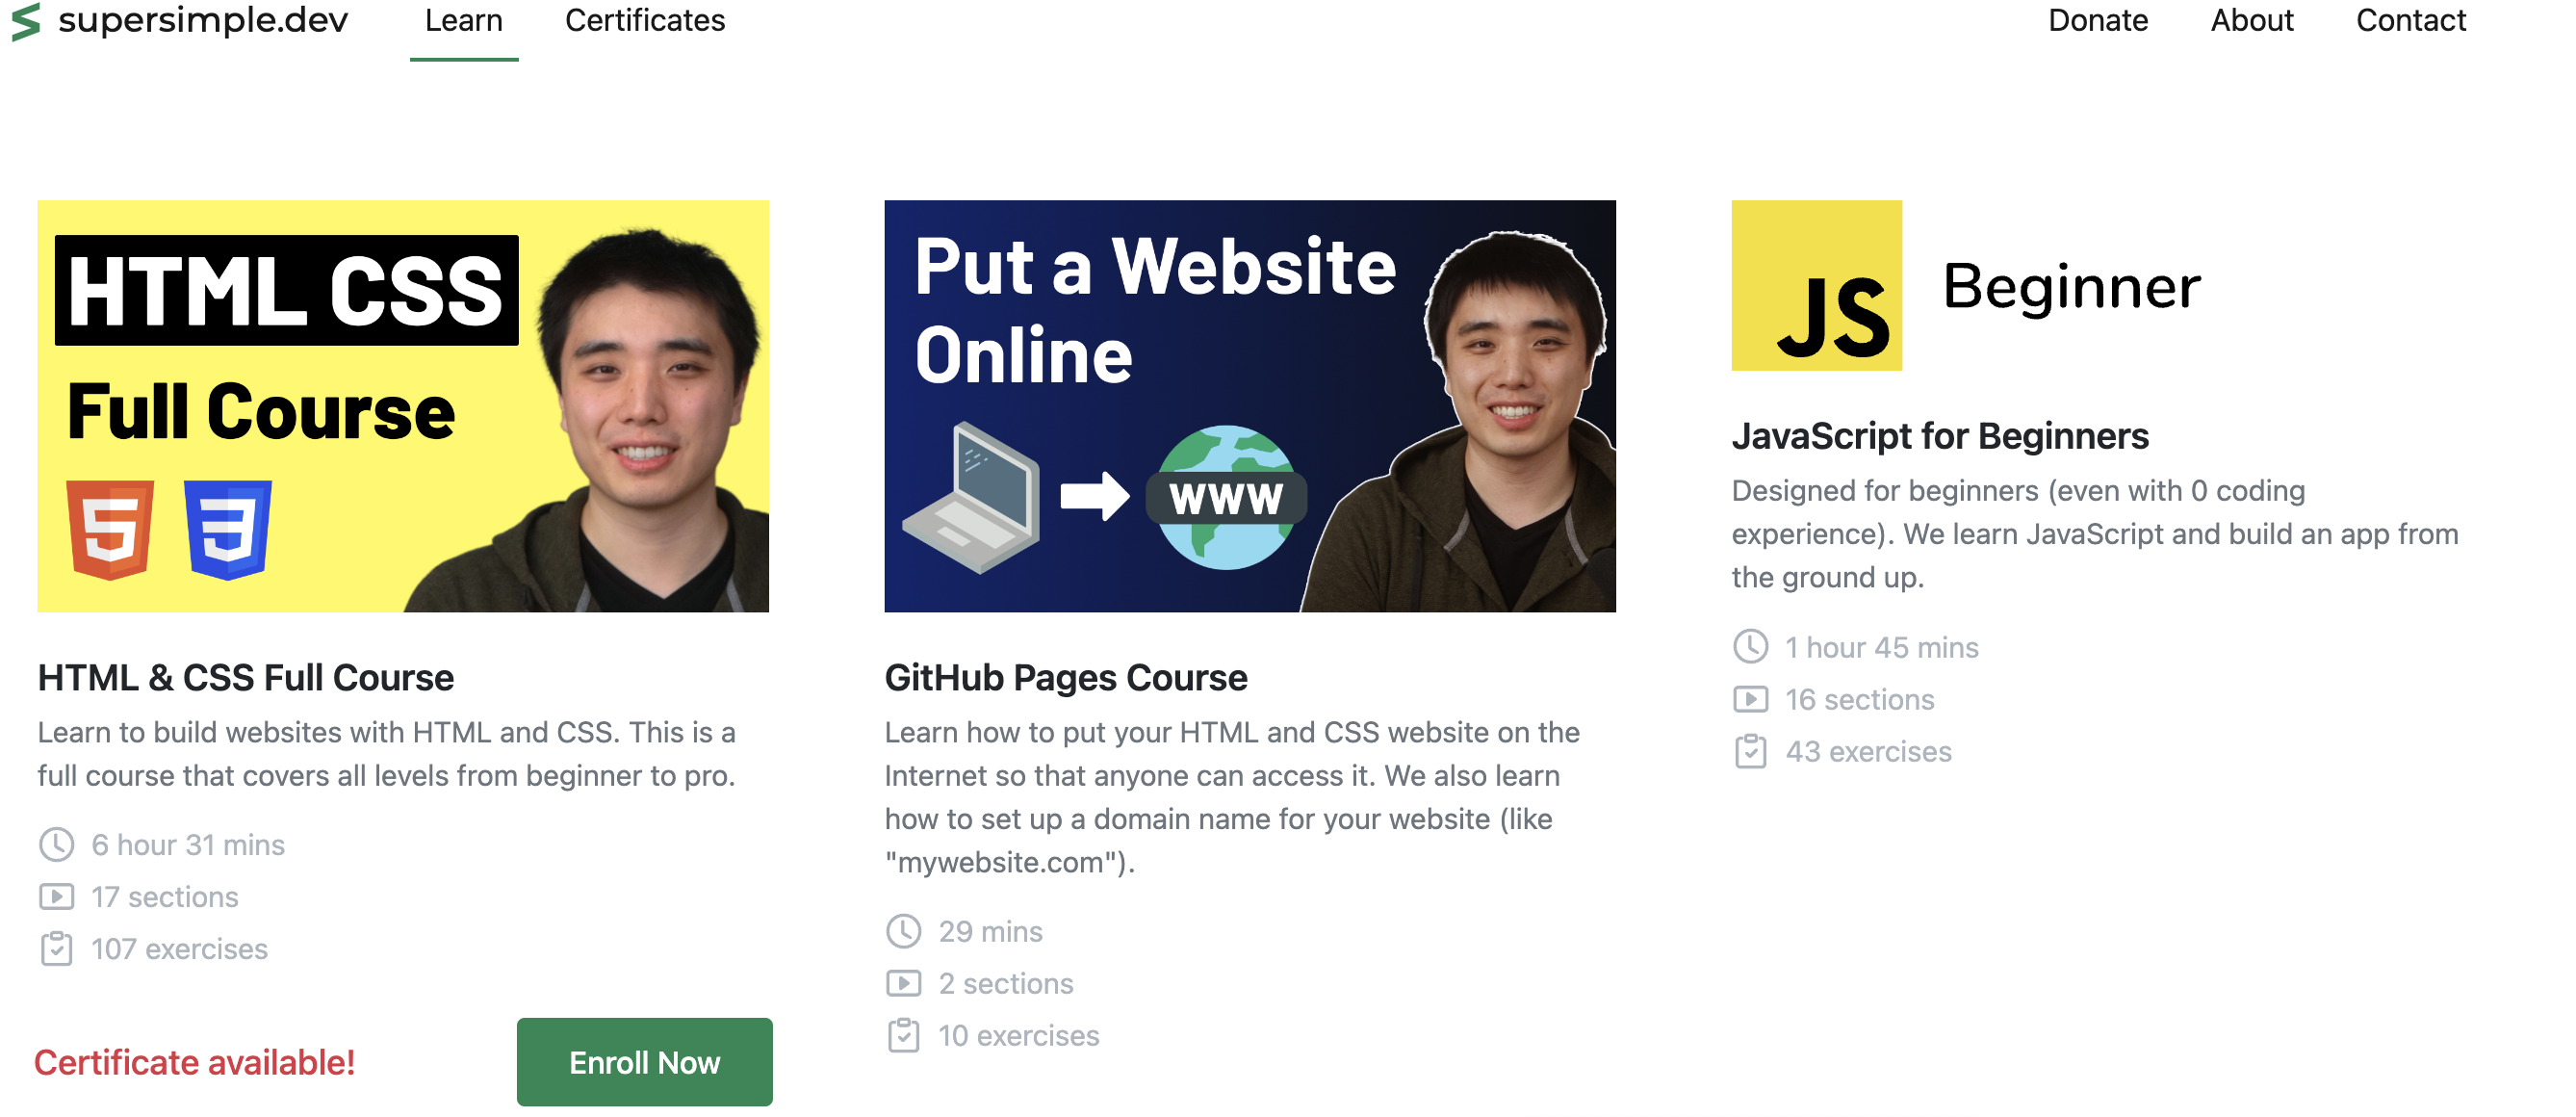 supersimple.dev
Learn
Certificates
Donate
About
Contact
HTML CSS
Full Course
5
3
HTML & CSS Full Course
Learn to build websites with HTML and CSS. This is a
full course that covers all levels from beginner to pro.
6 hour 31 mins
17 sections
107 exercises
Certificate available!
Enroll Now
Put a Website
Online
WWW
GitHub Pages Course
Learn how to put your HTML and CSS website on the
Internet so that anyone can access it. We also learn
how to set up a domain name for your website (like
"mywebsite.com").
29 mins
2 sections
10 exercises
JS
Beginner
JavaScript for Beginners
Designed for beginners (even with 0 coding
experience). We learn JavaScript and build an app from
the ground up.
1 hour 45 mins
16 sections
43 exercises